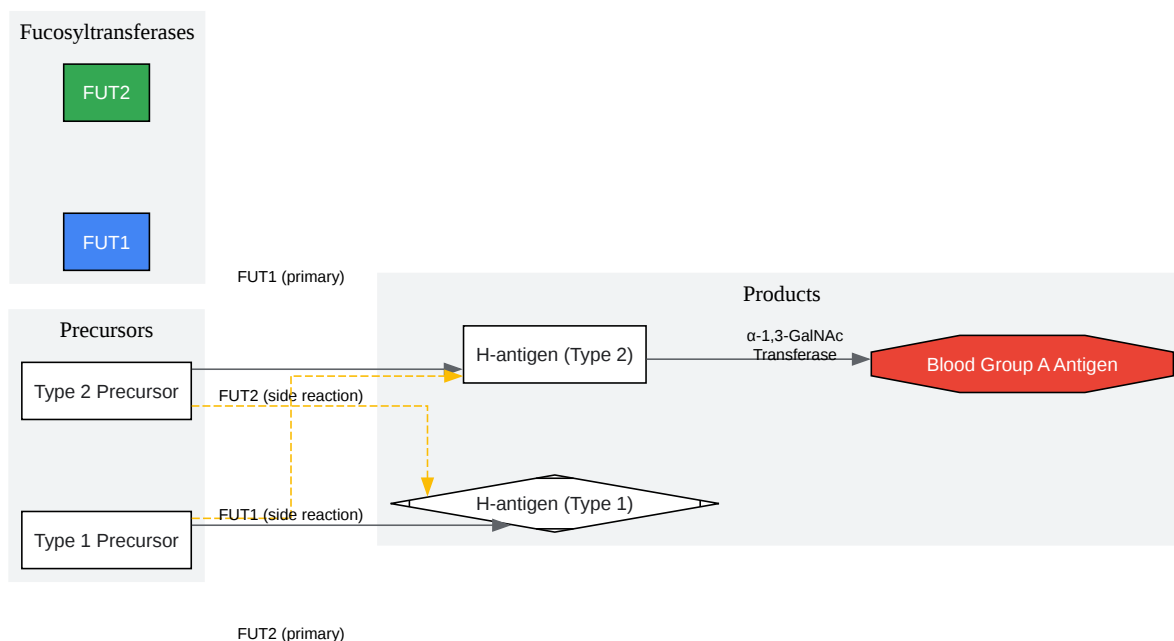 Fucosyltransferases
FUT2
FUT1
FUT1 (primary)
Products
Precursors
α-1,3-GalNAc
Transferase
H-antigen (Type 2)
Blood Group A Antigen
Type 2 Precursor
FUT2 (side reaction)
H-antigen (Type 1)
FUT1 (side reaction)
Type 1 Precursor
FUT2 (primary)